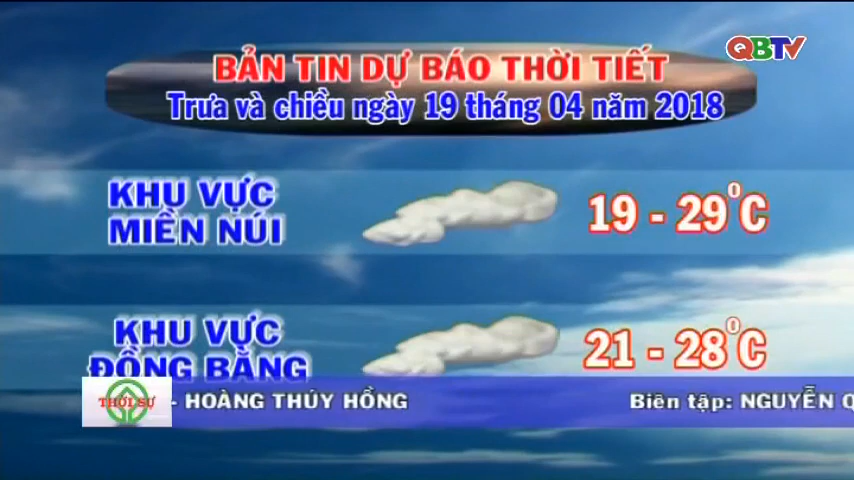 QBTV
BẢN TIN DỰ BÁO THỜI TIẾT
Trưa và chiều ngày 19 tháng 04 năm 2018
KHU VỰC
MIỀN NÚI
19 - 29°C
KHU VỰC
ĐỒNG BẰNG
21 - 28°C
THỜI SỰ
- HOÀNG THÚY HỒNG
Biên tập: NGUYỄN Q